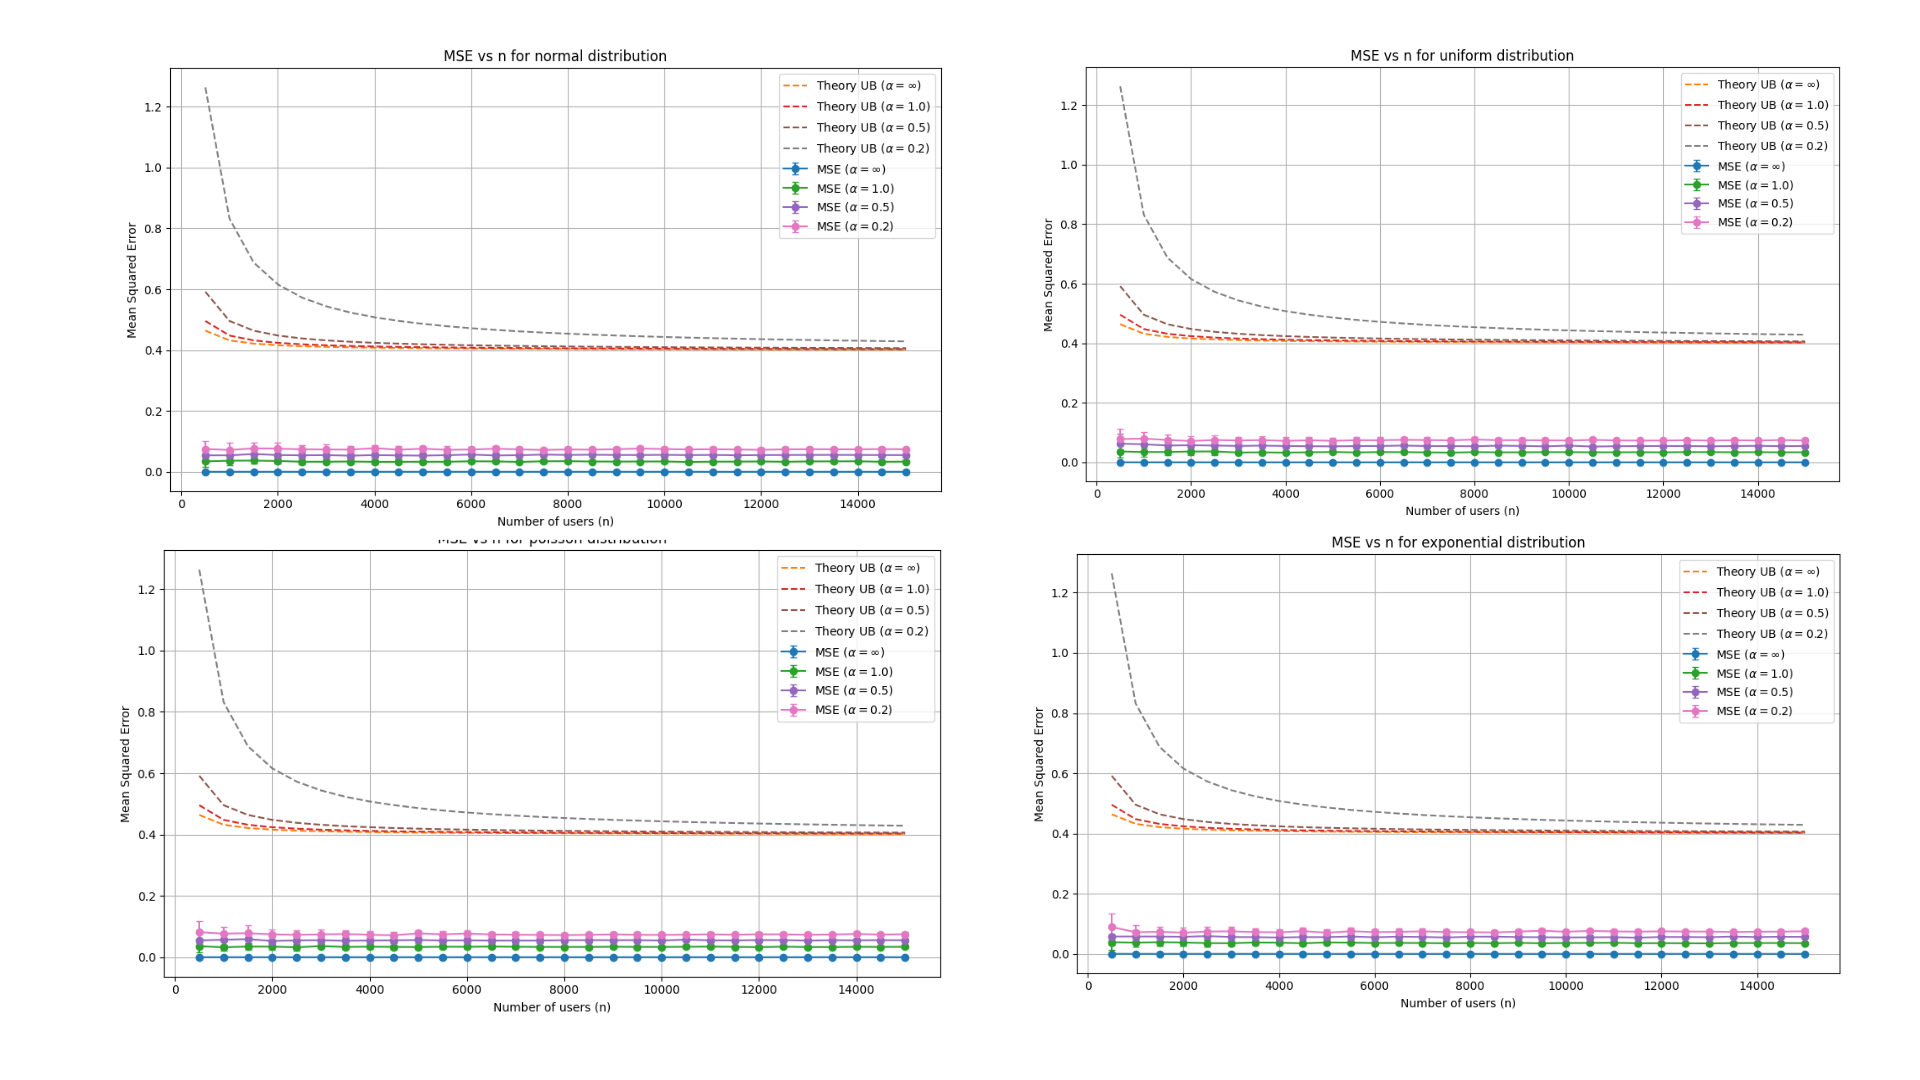 MSE vs n for normal distribution
Mean Squared Error
1.2
1.0
0.8
0.6
0.4
0.2
0.0
0 2000 4000 6000 8000 10000 12000 14000
Number of users (n)
Theory UB (α = ∞)
Theory UB (α = 1.0)
Theory UB (α = 0.5)
Theory UB (α = 0.2)
MSE (α = ∞)
MSE (α = 1.0)
MSE (α = 0.5)
MSE (α = 0.2)
MSE vs n for uniform distribution
Mean Squared Error
1.2
1.0
0.8
0.6
0.4
0.2
0.0
0 2000 4000 6000 8000 10000 12000 14000
Number of users (n)
Theory UB (α = ∞)
Theory UB (α = 1.0)
Theory UB (α = 0.5)
Theory UB (α = 0.2)
MSE (α = ∞)
MSE (α = 1.0)
MSE (α = 0.5)
MSE (α = 0.2)
MSE vs n for poisson distribution
Mean Squared Error
1.2
1.0
0.8
0.6
0.4
0.2
0.0
0 2000 4000 6000 8000 10000 12000 14000
Number of users (n)
Theory UB (α = ∞)
Theory UB (α = 1.0)
Theory UB (α = 0.5)
Theory UB (α = 0.2)
MSE (α = ∞)
MSE (α = 1.0)
MSE (α = 0.5)
MSE (α = 0.2)
MSE vs n for exponential distribution
Mean Squared Error
1.2
1.0
0.8
0.6
0.4
0.2
0.0
0 2000 4000 6000 8000 10000 12000 14000
Number of users (n)
Theory UB (α = ∞)
Theory UB (α = 1.0)
Theory UB (α = 0.5)
Theory UB (α = 0.2)
MSE (α = ∞)
MSE (α = 1.0)
MSE (α = 0.5)
MSE (α = 0.2)